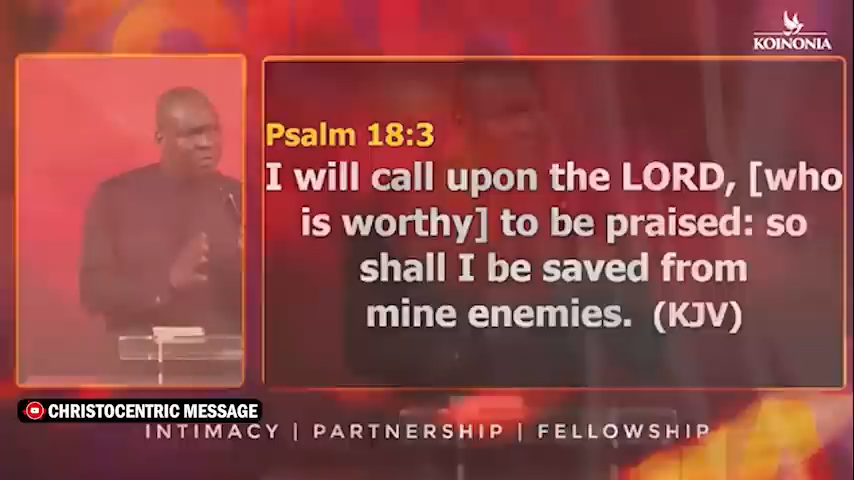 KOINONIA
Psalm 18:3
I will call upon the LORD, [who
is worthy] to be praised: so
shall I be saved from
mine enemies. (KJV)
CHRISTOCENTRIC MESSAGE
INTIMACY | PARTNERSHIP | FELLOWSHIP